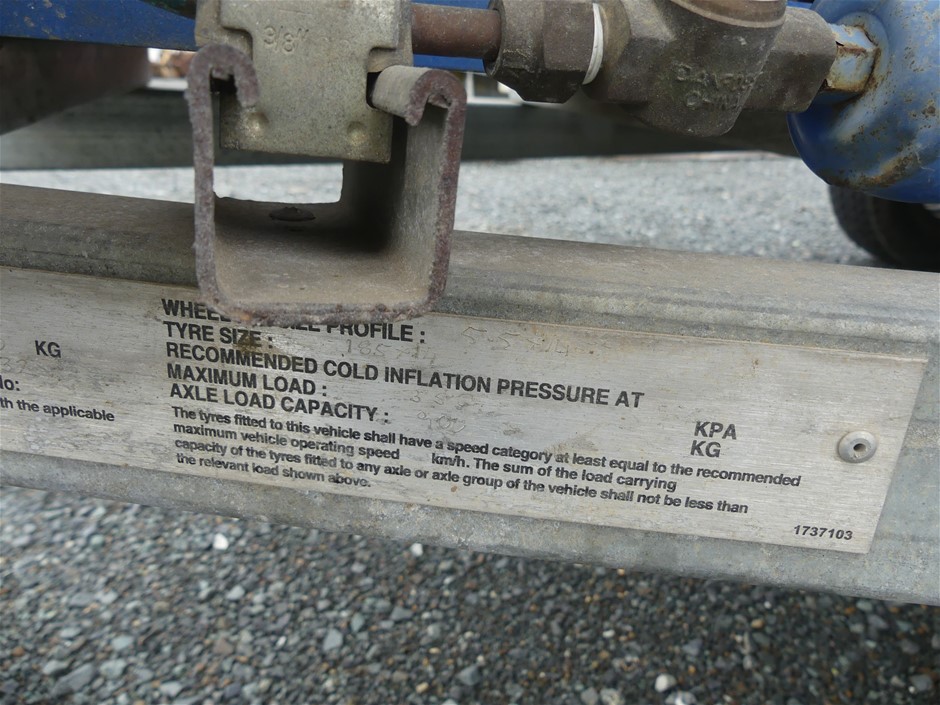 3/8"
WHEEL PROFILE :
TYRE SIZE :
RECOMMENDED COLD INFLATION PRESSURE AT
MAXIMUM LOAD : KPA
AXLE LOAD CAPACITY : KG
The tyres fitted to this vehicle shall have a speed category at least equal to the recommended
maximum vehicle operating speed km/h. The sum of the load carrying
capacity of the tyres fitted to any axle or axle group of the vehicle shall not be less than
the relevant load shown above.
1737103
KG
No:
th the applicable